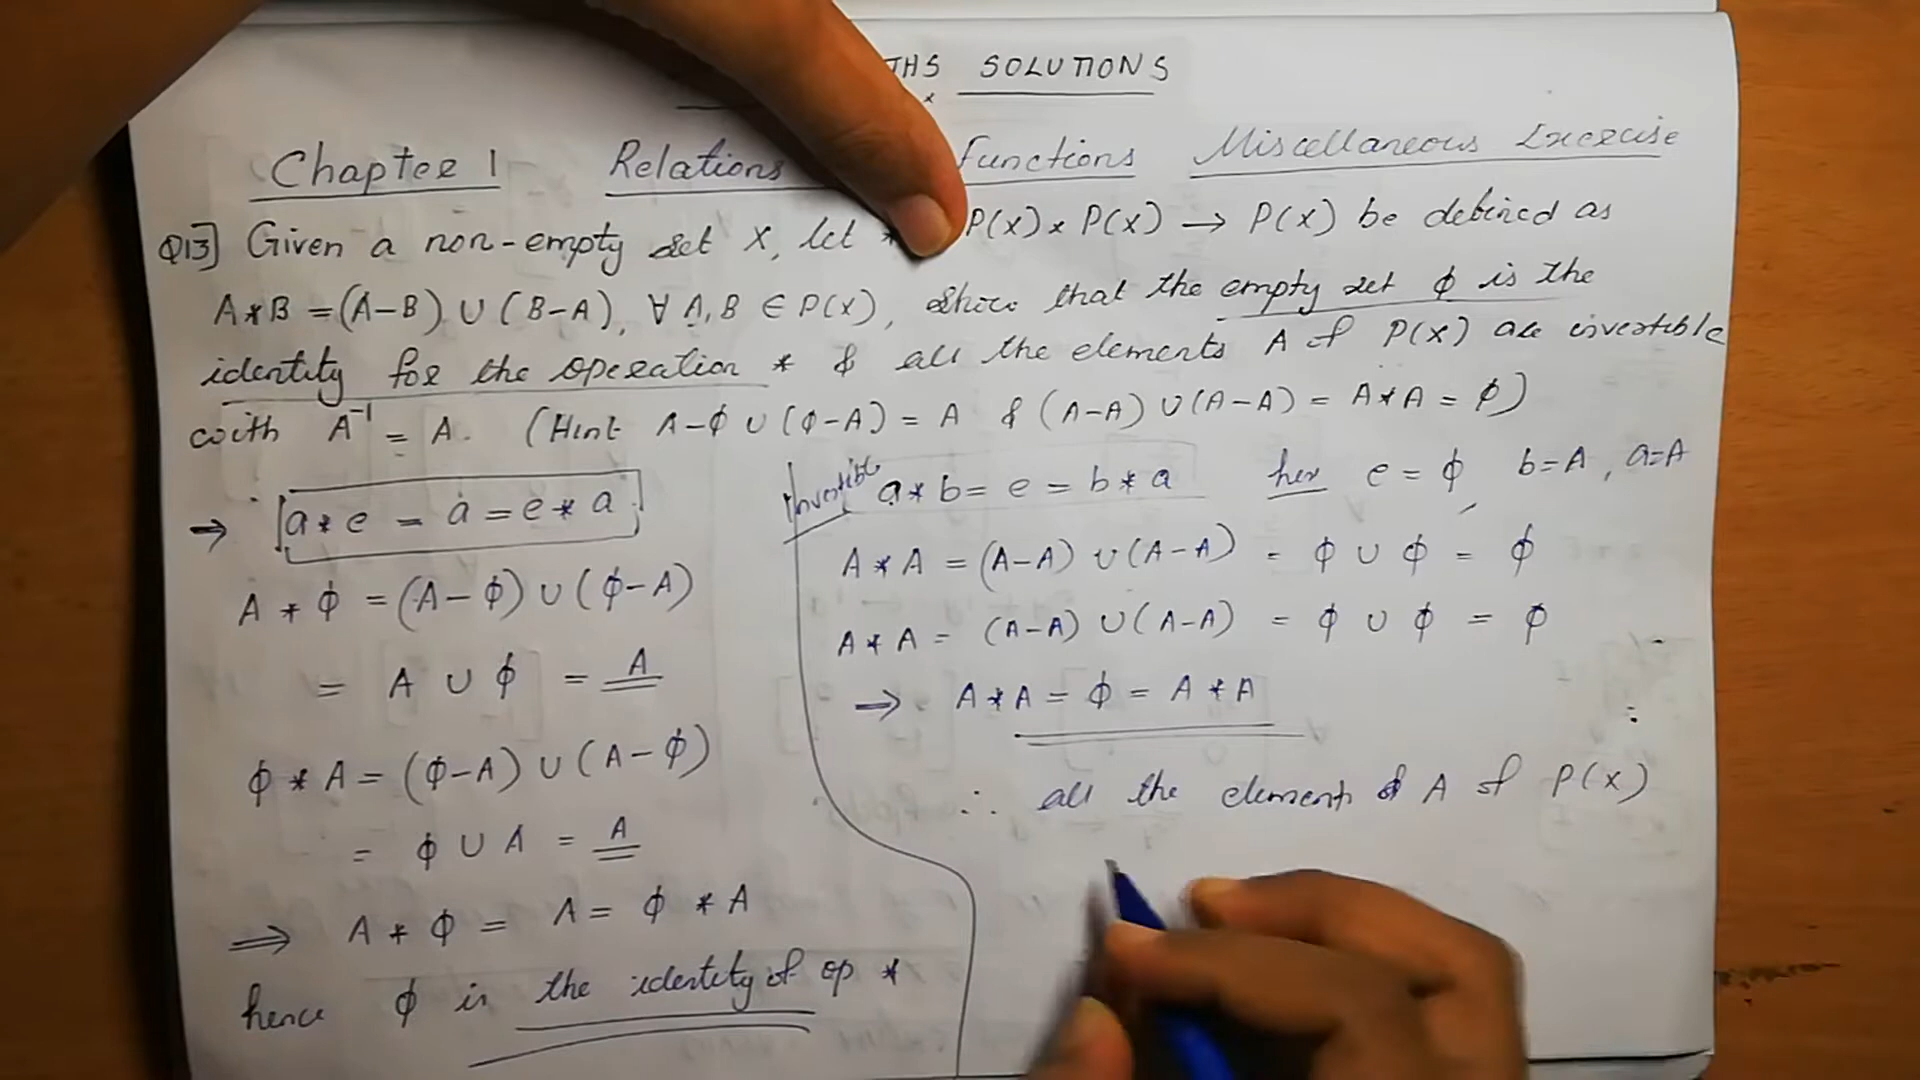 THS SOLUTIONS
Chapter 1 Relations Functions Miscellaneous Exercise
Q13] Given a non-empty set X, let * P(X) × P(X) → P(X) be defined as
A*B = (A-B) ∪ (B-A), ∀ A, B ∈ P(X), show that the empty set ϕ is the
identity for the operation * & all the elements A of P(X) are invertible
with A⁻¹ = A. (Hint A-ϕ ∪ (ϕ-A) = A & (A-A) ∪ (A-A) = A*A = ϕ)
⇒ a*e = a = e*a
A * ϕ = (A-ϕ) ∪ (ϕ-A)
= A ∪ ϕ = A
ϕ * A = (ϕ-A) ∪ (A-ϕ)
= ϕ ∪ A = A
⇒ A * ϕ = A = ϕ * A
hence ϕ is the identity of op *
Invertible a*b = e = b*a her e = ϕ b=A, a=A
A*A = (A-A) ∪ (A-A) = ϕ ∪ ϕ = ϕ
A*A = (A-A) ∪ (A-A) = ϕ ∪ ϕ = ϕ
⇒ A*A = ϕ = A*A
∴ all the elements A of P(X)